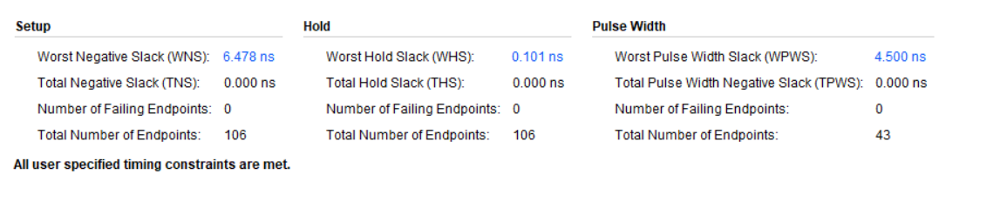 Setup Hold Pulse Width
Worst Negative Slack (WNS): 6.478 ns Worst Hold Slack (WHS): 0.101 ns Worst Pulse Width Slack (WPWS): 4.500 ns
Total Negative Slack (TNS): 0.000 ns Total Hold Slack (THS): 0.000 ns Total Pulse Width Negative Slack (TPWS): 0.000 ns
Number of Failing Endpoints: 0 Number of Failing Endpoints: 0 Number of Failing Endpoints: 0
Total Number of Endpoints: 106 Total Number of Endpoints: 106 Total Number of Endpoints: 43
All user specified timing constraints are met.